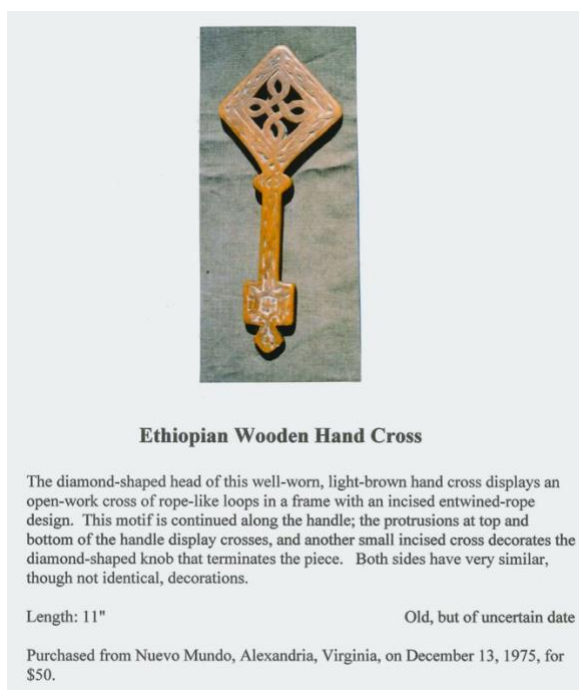 Ethiopian Wooden Hand Cross
The diamond-shaped head of this well-worn, light-brown hand cross displays an
open-work cross of rope-like loops in a frame with an incised entwined-rope
design. This motif is continued along the handle; the protrusions at top and
bottom of the handle display crosses, and another small incised cross decorates the
diamond-shaped knob that terminates the piece. Both sides have very similar,
though not identical, decorations.
Length: 11" Old, but of uncertain date
Purchased from Nuevo Mundo, Alexandria, Virginia, on December 13, 1975, for
$50.